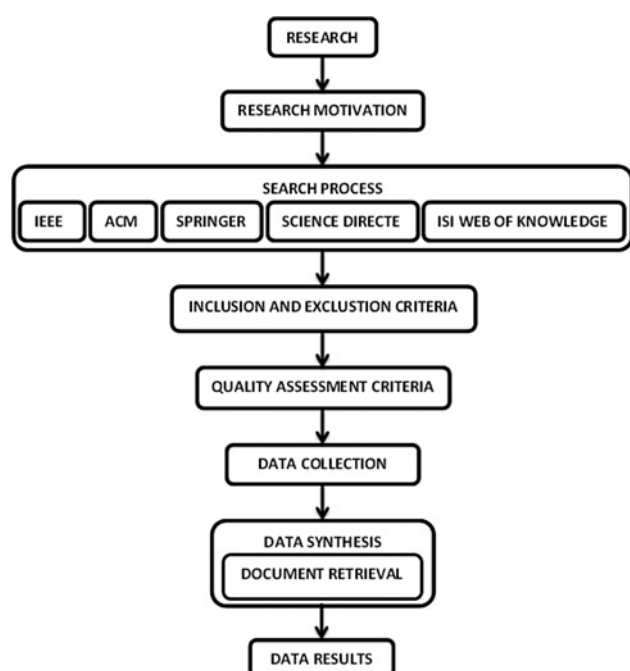 RESEARCH
RESEARCH MOTIVATION
SEARCH PROCESS
IEEE ACM SPRINGER SCIENCE DIRECTE ISI WEB OF KNOWLEDGE
INCLUSION AND EXCLUSTION CRITERIA
QUALITY ASSESSMENT CRITERIA
DATA COLLECTION
DATA SYNTHESIS
DOCUMENT RETRIEVAL
DATA RESULTS